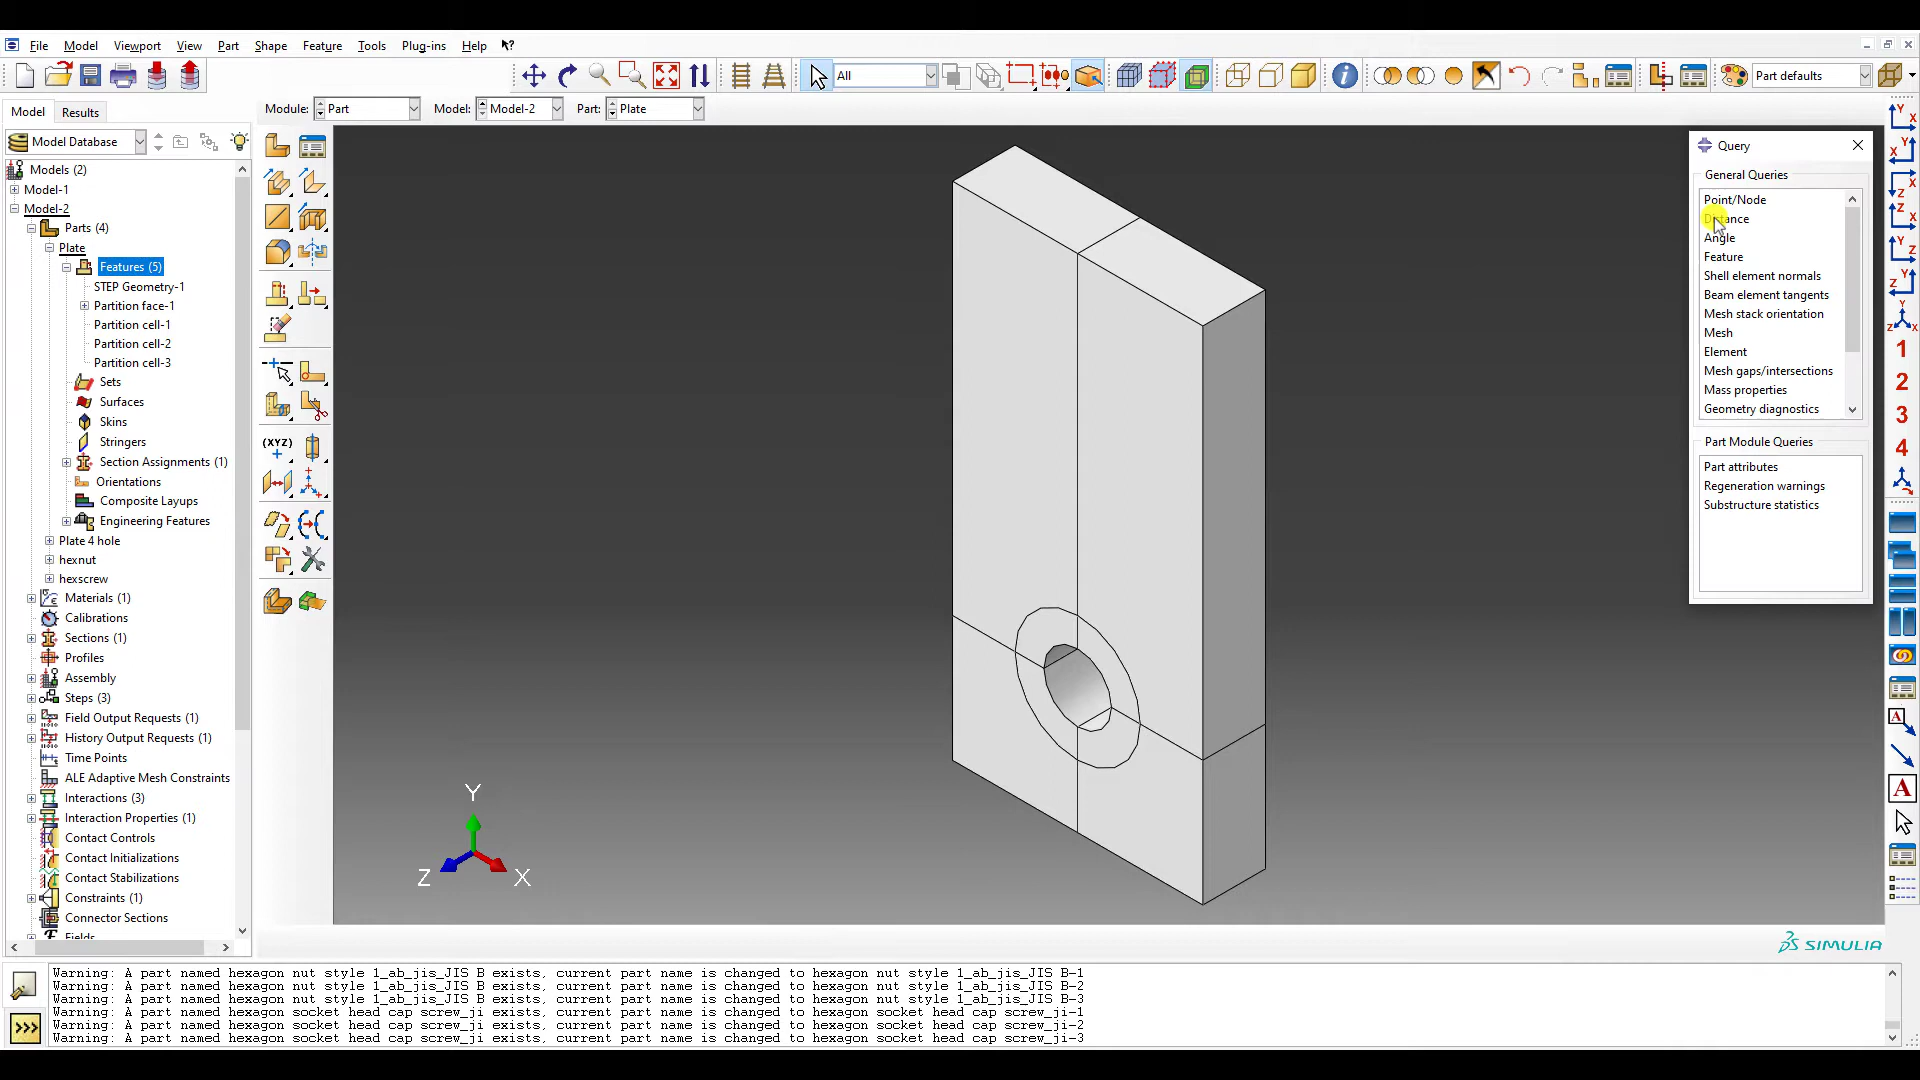 File Model Viewport View Part Shape Feature Tools Plug-ins Help
All
Part defaults
Model Results
Module: Part Model: Model-2 Part: Plate
Model Database
Models (2)
Model-1
Model-2
Parts (4)
Plate
Features (5)
STEP Geometry-1
Partition face-1
Partition cell-1
Partition cell-2
Partition cell-3
Sets
Surfaces
Skins
Stringers
Section Assignments (1)
Orientations
Composite Layups
Engineering Features
Plate 4 hole
hexnut
hexscrew
Materials (1)
Calibrations
Sections (1)
Profiles
Assembly
Steps (3)
Field Output Requests (1)
History Output Requests (1)
Time Points
ALE Adaptive Mesh Constraints
Interactions (3)
Interaction Properties (1)
Contact Controls
Contact Initializations
Contact Stabilizations
Constraints (1)
Connector Sections
Fields
(XYZ)
Y
Z
X
Query
General Queries
Point/Node
Distance
Angle
Feature
Shell element normals
Beam element tangents
Mesh stack orientation
Mesh
Element
Mesh gaps/intersections
Mass properties
Geometry diagnostics
Part Module Queries
Part attributes
Regeneration warnings
Substructure statistics
1
2
3
4
A
A
SIMULIA
Warning: A part named hexagon nut style 1_ab_jis_JIS B exists, current part name is changed to hexagon nut style 1_ab_jis_JIS B-1
Warning: A part named hexagon nut style 1_ab_jis_JIS B exists, current part name is changed to hexagon nut style 1_ab_jis_JIS B-2
Warning: A part named hexagon nut style 1_ab_jis_JIS B exists, current part name is changed to hexagon nut style 1_ab_jis_JIS B-3
Warning: A part named hexagon socket head cap screw_ji exists, current part name is changed to hexagon socket head cap screw_ji-1
Warning: A part named hexagon socket head cap screw_ji exists, current part name is changed to hexagon socket head cap screw_ji-2
Warning: A part named hexagon socket head cap screw_ji exists, current part name is changed to hexagon socket head cap screw_ji-3
>>>